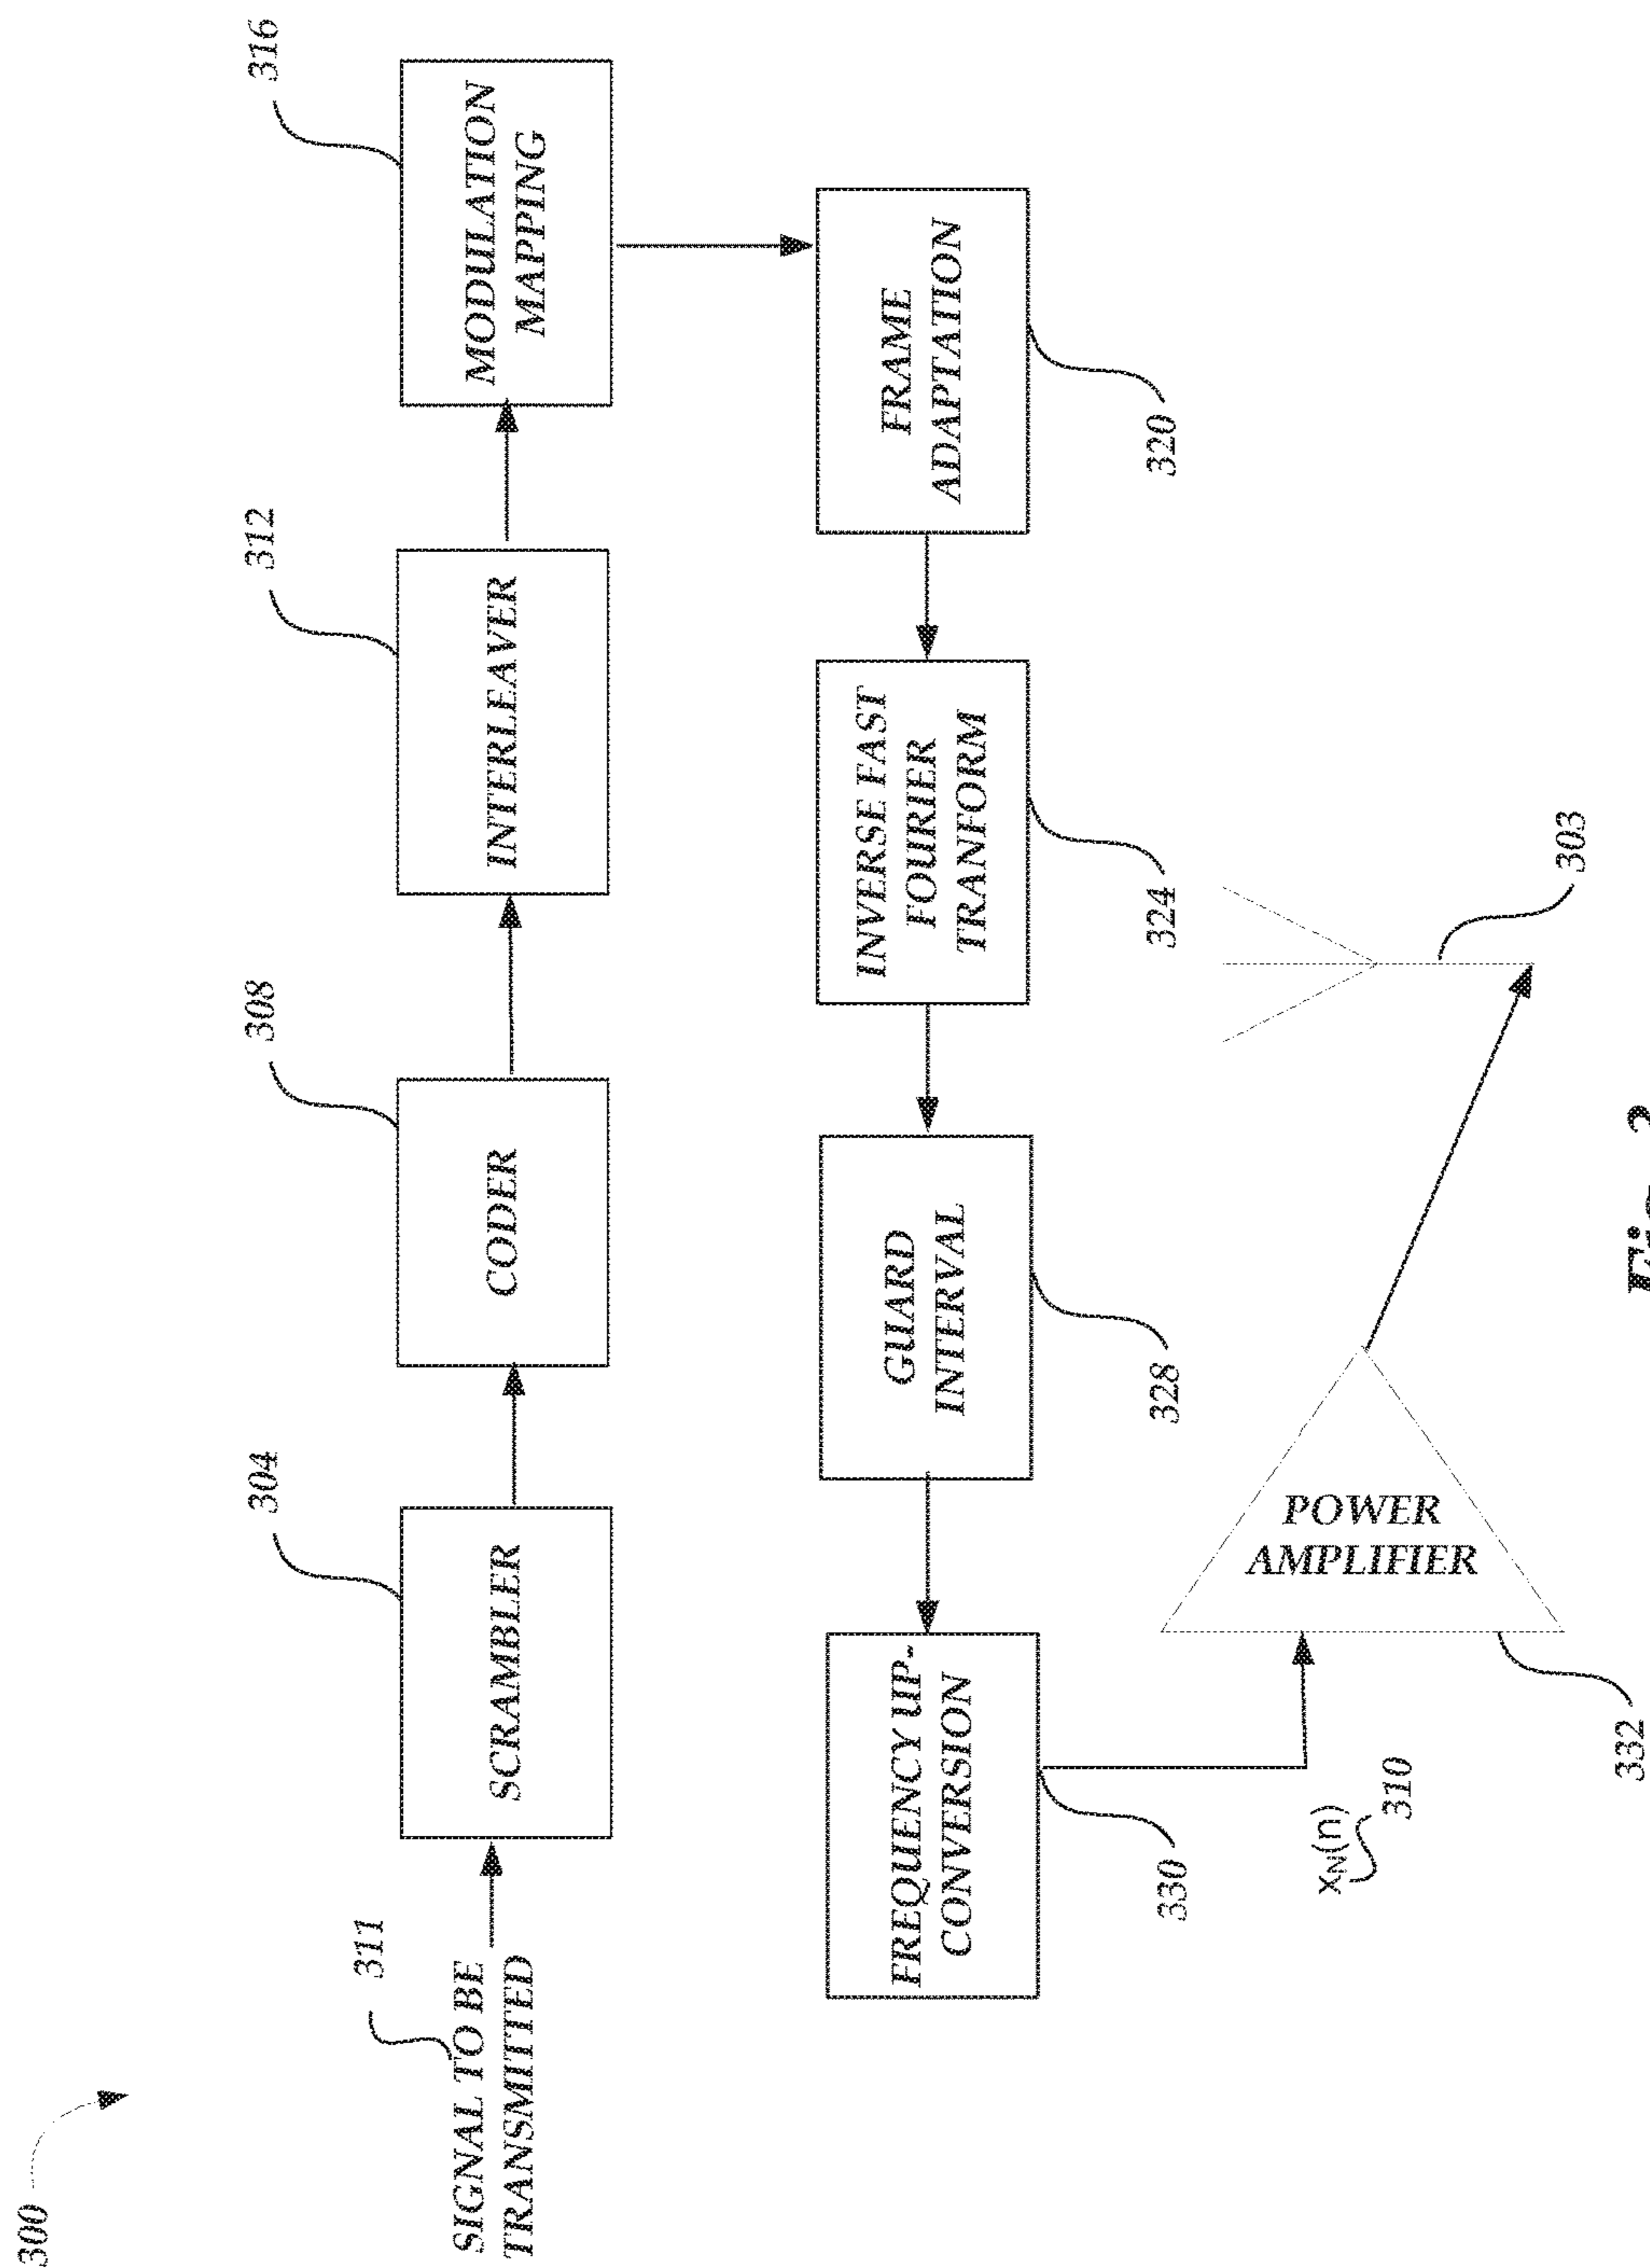 300
311
SIGNAL TO BE
TRANSMITTED
304
SCRAMBLER
308
CODER
312
INTERLEAVER
316
MODULATION
MAPPING
FREQUENCY UP-
CONVERSION
330
GUARD
INTERVAL
328
INVERSE FAST
FOURIER
TRANFORM
324
FRAME
ADAPTATION
320
xN(n)
310
POWER
AMPLIFIER
332
303